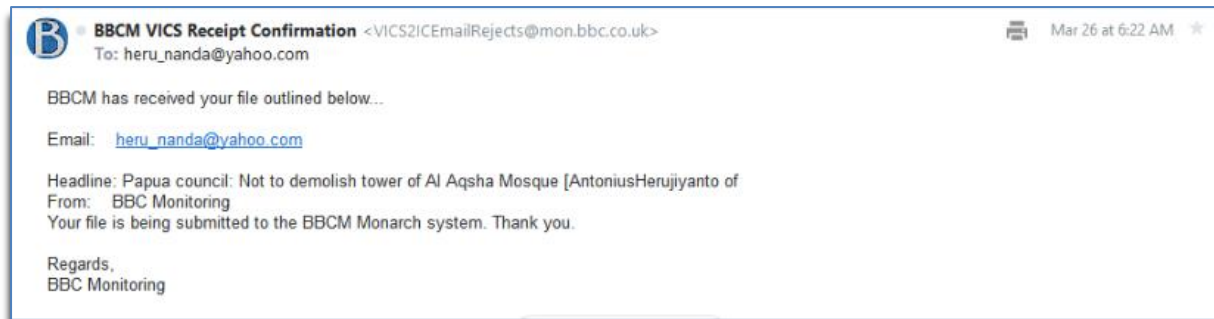 B
BBCM VICS Receipt Confirmation <VICS2ICEmailRejects@mon.bbc.co.uk> Mar 26 at 6:22 AM
To: heru_nanda@yahoo.com
BBCM has received your file outlined below...
Email: heru_nanda@yahoo.com
Headline: Papua council: Not to demolish tower of Al Aqsha Mosque [AntoniusHerujiyanto of
From: BBC Monitoring
Your file is being submitted to the BBCM Monarch system. Thank you.
Regards,
BBC Monitoring